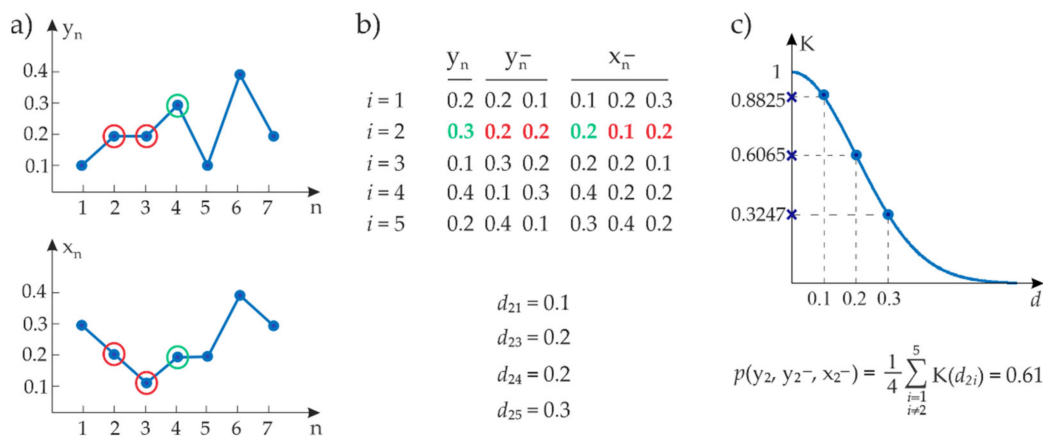 a)
yₙ
0.4
0.3
0.2
0.1
1 2 3 4 5 6 7 n
xₙ
0.4
0.3
0.2
0.1
1 2 3 4 5 6 7 n
b)
yₙ yₙ⁻ xₙ⁻
i = 1 0.2 0.2 0.1 0.1 0.2 0.3
i = 2 0.3 0.2 0.2 0.2 0.1 0.2
i = 3 0.1 0.3 0.2 0.2 0.2 0.1
i = 4 0.4 0.1 0.3 0.4 0.2 0.2
i = 5 0.2 0.4 0.1 0.3 0.4 0.2
d₂₁ = 0.1
d₂₃ = 0.2
d₂₄ = 0.2
d₂₅ = 0.3
c)
K
1
0.8825
0.6065
0.3247
0.1 0.2 0.3 d
p(y₂, y₂⁻, x₂⁻) = 1/4 ∑ 5 i=1 i≠2 K(d₂ᵢ) = 0.61